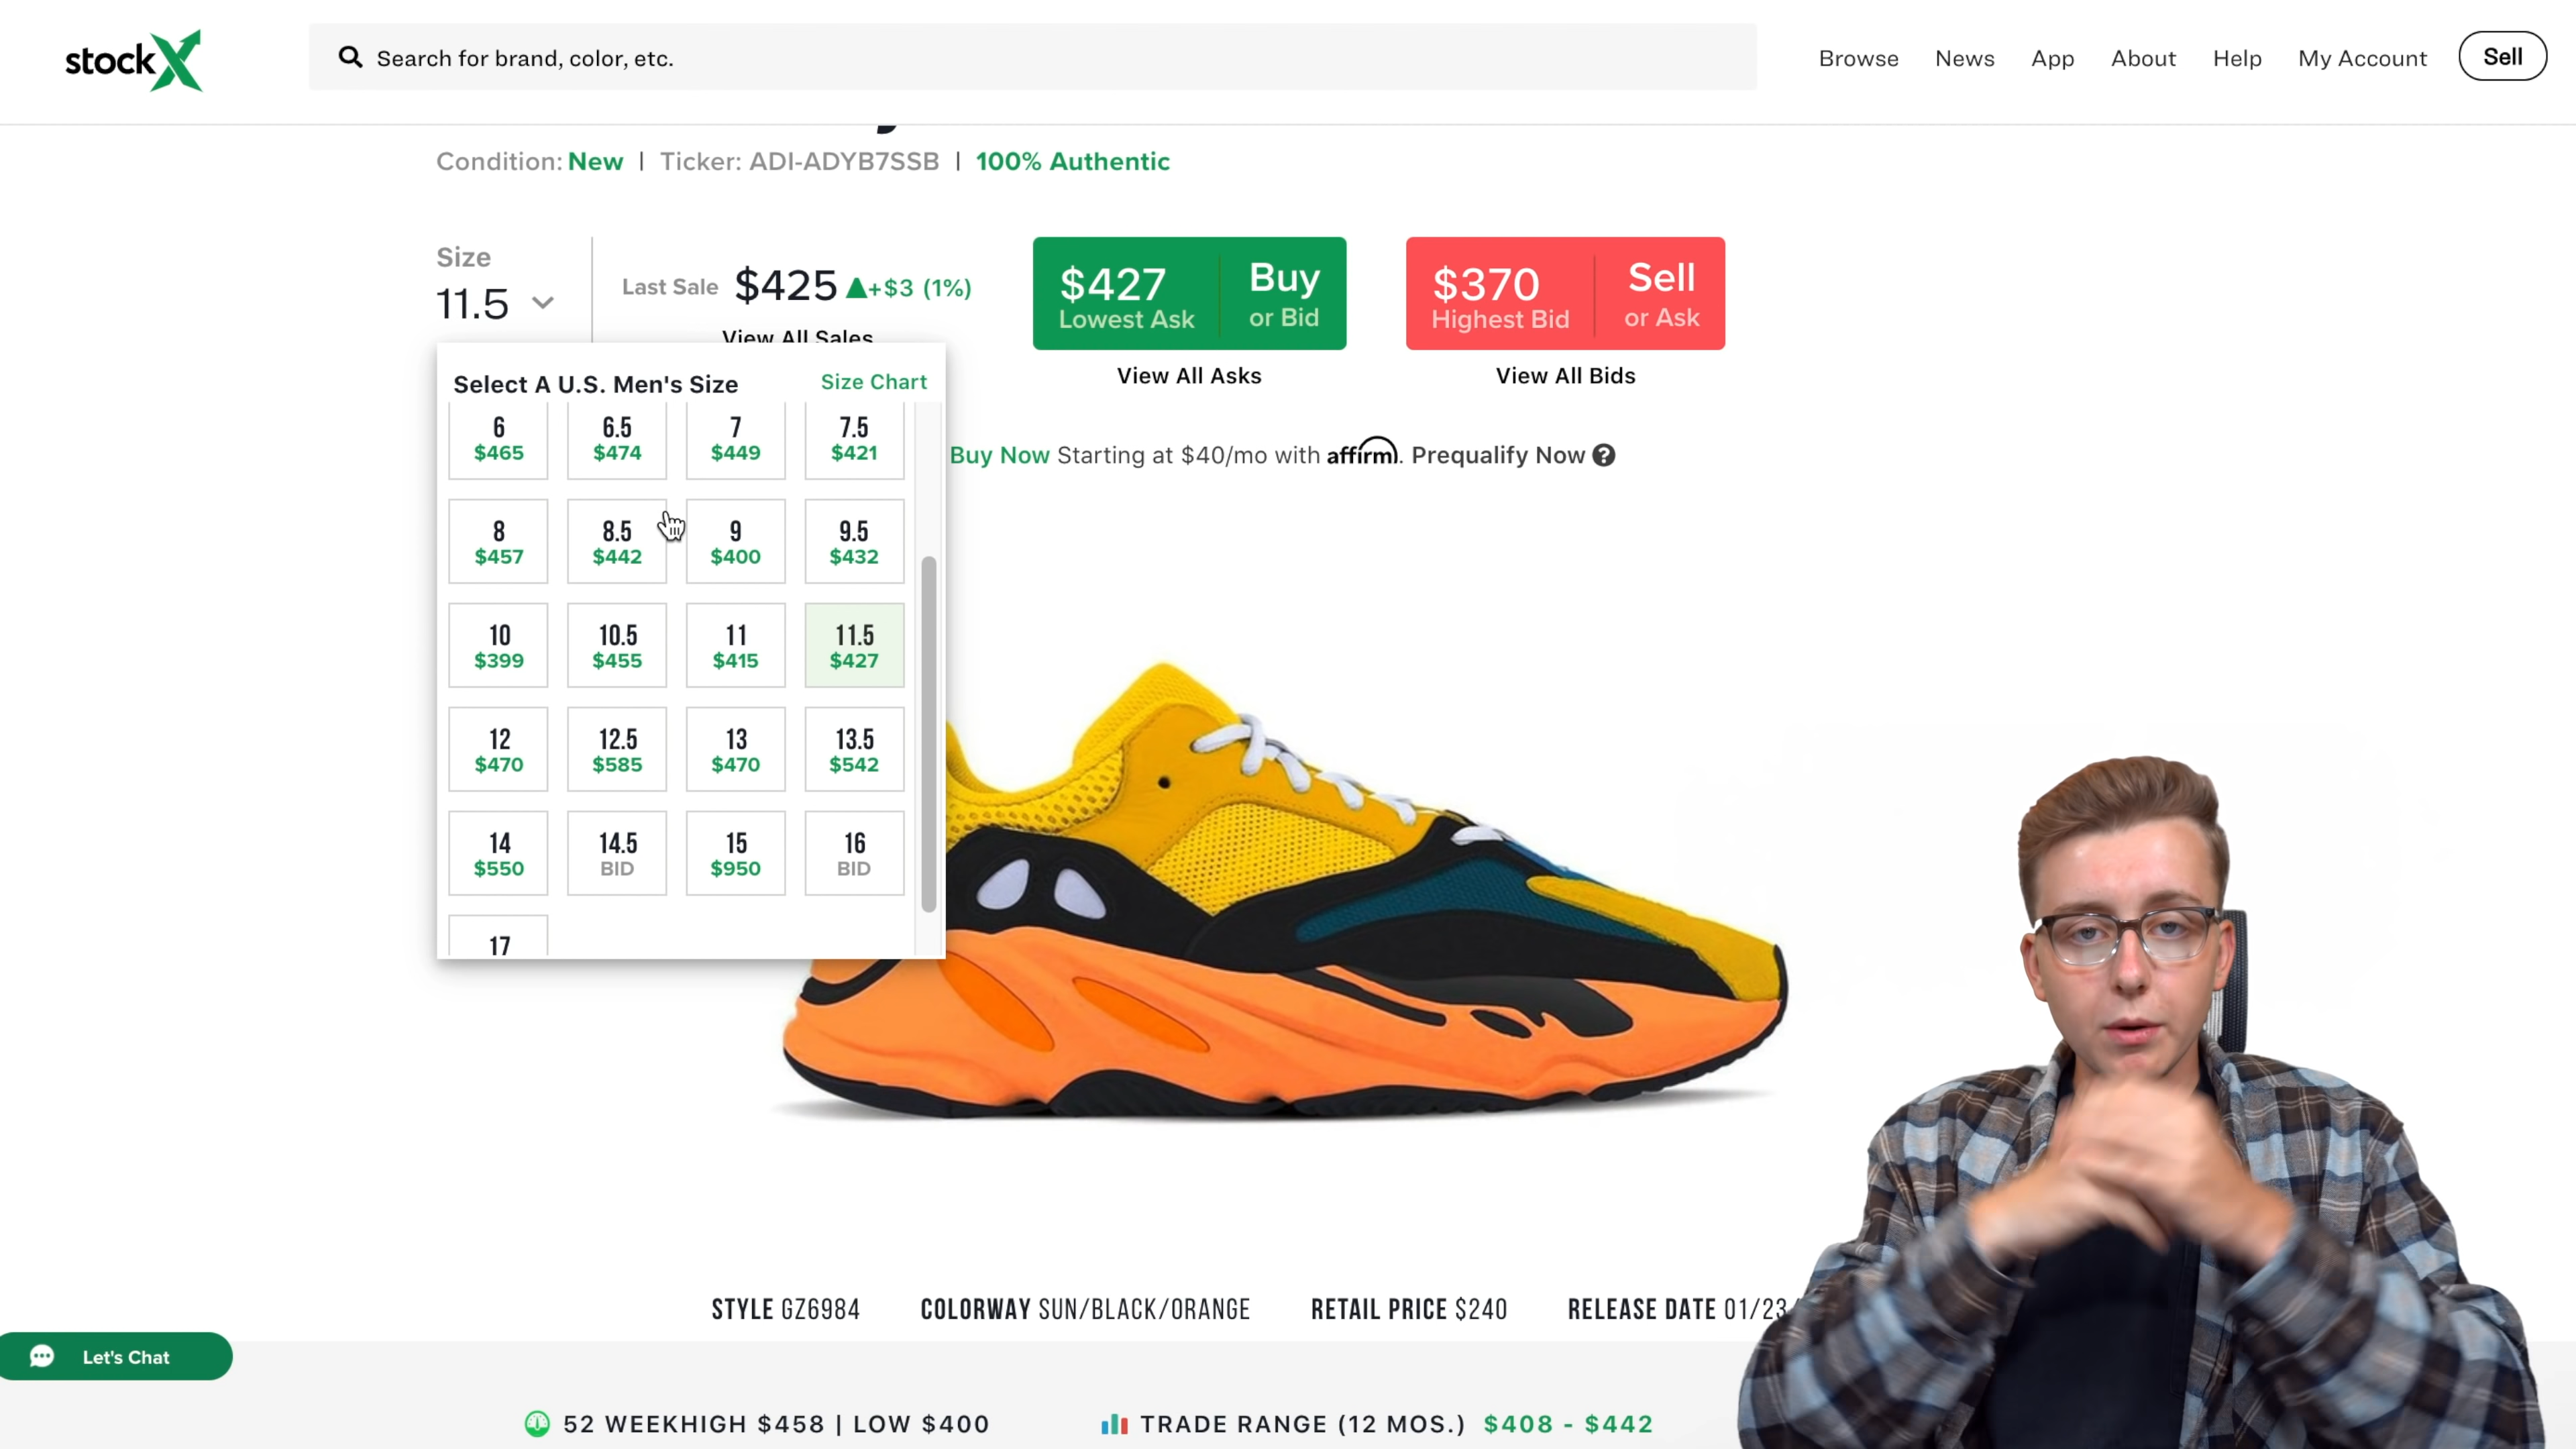 stockX
Search for brand, color, etc.
Browse News App About Help My Account Sell
Condition: New | Ticker: ADI-ADYB7SSB | 100% Authentic
Size
11.5
Last Sale $425 +$3 (1%)
View All Sales
$427 Buy
Lowest Ask or Bid
View All Asks
$370 Sell
Highest Bid or Ask
View All Bids
Select A U.S. Men's Size Size Chart
6 6.5 7 7.5
$465 $474 $449 $421
8 8.5 9 9.5
$457 $442 $400 $432
10 10.5 11 11.5
$399 $455 $415 $427
12 12.5 13 13.5
$470 $585 $470 $542
14 14.5 15 16
$550 BID $950 BID
17
Buy Now Starting at $40/mo with affirm. Prequalify Now ?
STYLE GZ6984 COLORWAY SUN/BLACK/ORANGE RETAIL PRICE $240 RELEASE DATE 01/23
Let's Chat
52 WEEKHIGH $458 | LOW $400 TRADE RANGE (12 MOS.) $408 - $442